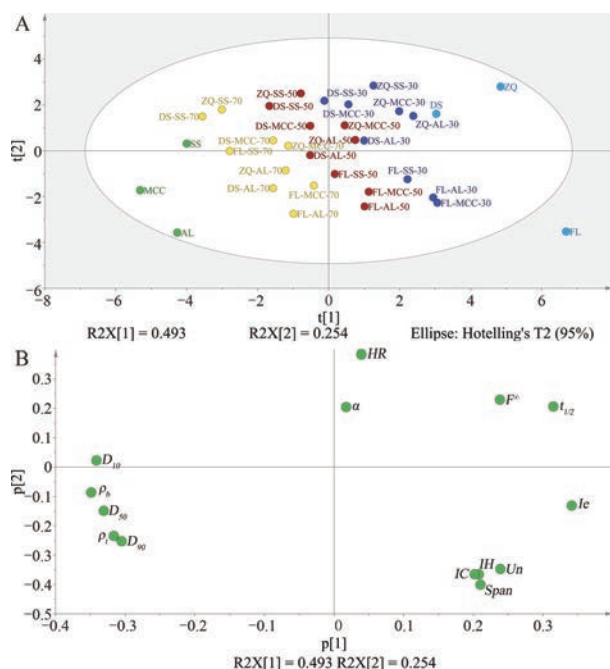 A
t[2]
4
2
0
−2
−4
−6
ZQ-SS-30
ZQ
ZQ-SS-50
DS-SS-30
ZQ-SS-70
DS-SS-50
ZQ-MCC-30
DS
DS-SS-70
DS-MCC-30
ZQ-AL-30
DS-MCC-50
ZQ-MCC-50
SS
DS-MCC-70
ZQ-AL-50
DS-AL-30
ZQ-MCC-70
FL-SS-70
DS-AL-50
ZQ-AL-70
FL-SS-50
FL-SS-30
MCC
DS-AL-70
FL-MCC-70
FL-MCC-50
FL-AL-30
FL-MCC-30
AL
FL-AL-70
FL-AL-50
FL
−8 −6 −4 −2 0 2 4 6 8
t[1]
R2X[1] = 0.493 R2X[2] = 0.254 Ellipse: Hotelling's T2 (95%)
B
p[2]
0.3
0.2
0.1
0
−0.1
−0.2
−0.3
−0.4
−0.5
HR
α
t1/2
D10
ρb
D50
ρt
D90
Ie
IC
IH
Un
Span
−0.4 −0.3 −0.2 −0.1 0 0.1 0.2 0.3
p[1]
R2X[1] = 0.493 R2X[2] = 0.254